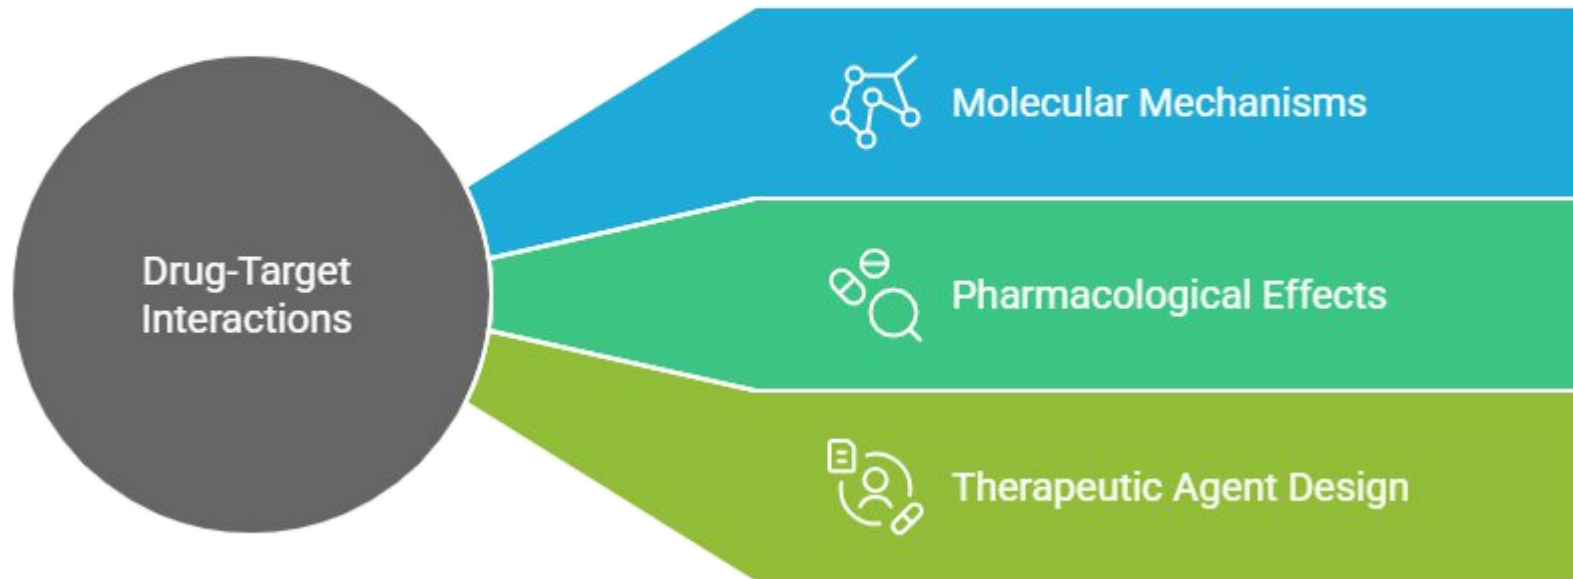 Drug-Target
Interactions
Molecular Mechanisms
Pharmacological Effects
Therapeutic Agent Design